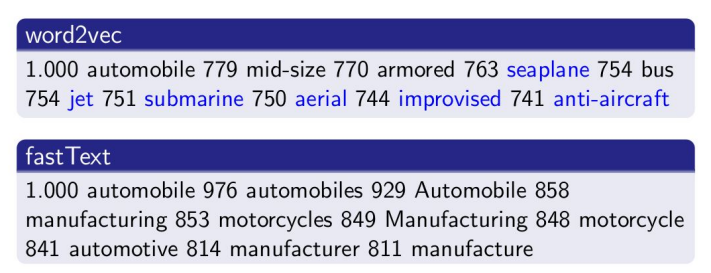 word2vec
1.000 automobile 779 mid-size 770 armored 763 seaplane 754 bus
754 jet 751 submarine 750 aerial 744 improvised 741 anti-aircraft
fastText
1.000 automobile 976 automobiles 929 Automobile 858
manufacturing 853 motorcycles 849 Manufacturing 848 motorcycle
841 automotive 814 manufacturer 811 manufacture